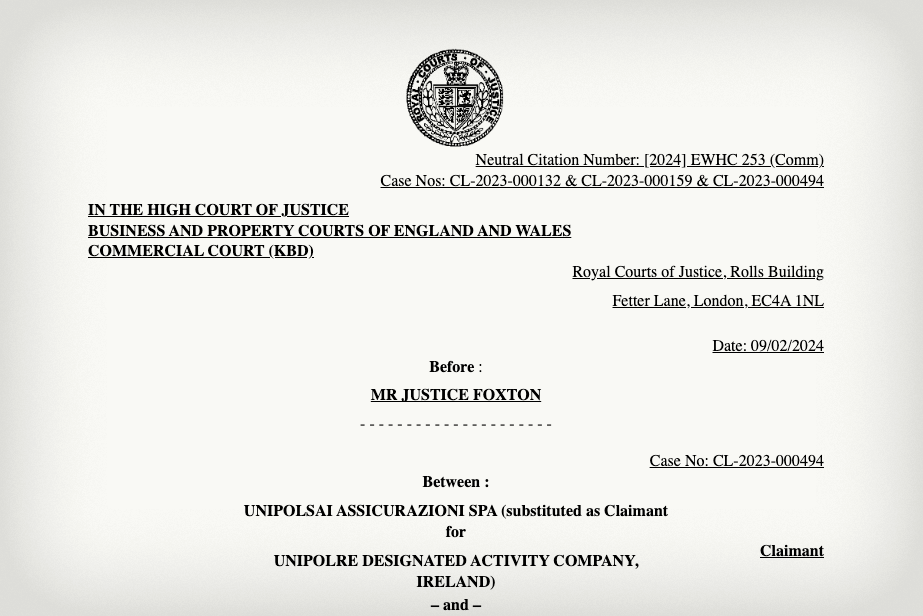 ROYAL · COURTS · OF · JUSTICE
Neutral Citation Number: [2024] EWHC 253 (Comm)
Case Nos: CL-2023-000132 & CL-2023-000159 & CL-2023-000494
IN THE HIGH COURT OF JUSTICE
BUSINESS AND PROPERTY COURTS OF ENGLAND AND WALES
COMMERCIAL COURT (KBD)
Royal Courts of Justice, Rolls Building
Fetter Lane, London, EC4A 1NL
Date: 09/02/2024
Before :
MR JUSTICE FOXTON
- - - - - - - - - - - - - - - - - - - - -
Case No: CL-2023-000494
Between :
UNIPOLSAI ASSICURAZIONI SPA (substituted as Claimant
for
UNIPOLRE DESIGNATED ACTIVITY COMPANY,
IRELAND)
Claimant
– and –